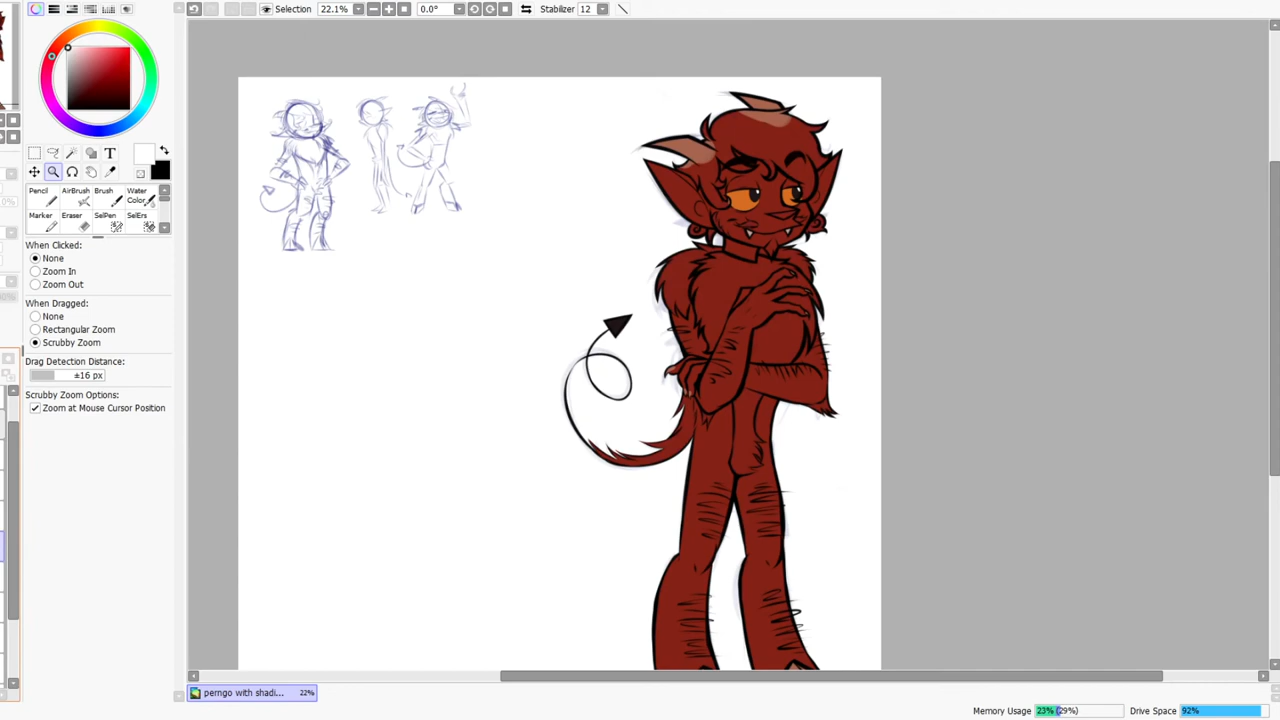 Selection 22.1% 0.0° Stabilizer 12
T
Pencil AirBrush Brush Water Color
Marker Eraser SelPen SelErs
When Clicked:
None
Zoom In
Zoom Out
When Dragged:
None
Rectangular Zoom
Scrubby Zoom
Drag Detection Distance:
±16 px
Scrubby Zoom Options:
Zoom at Mouse Cursor Position
perngo with shadi... 22%
Memory Usage 23% (29%) Drive Space 92%